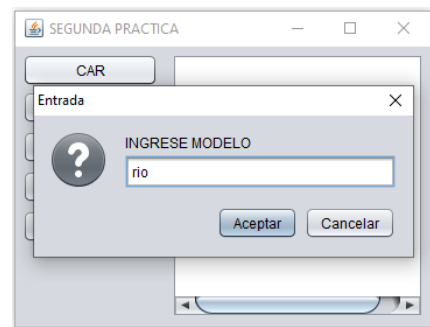 SEGUNDA PRACTICA
CAR
Entrada
INGRESE MODELO
rio
Aceptar
Cancelar